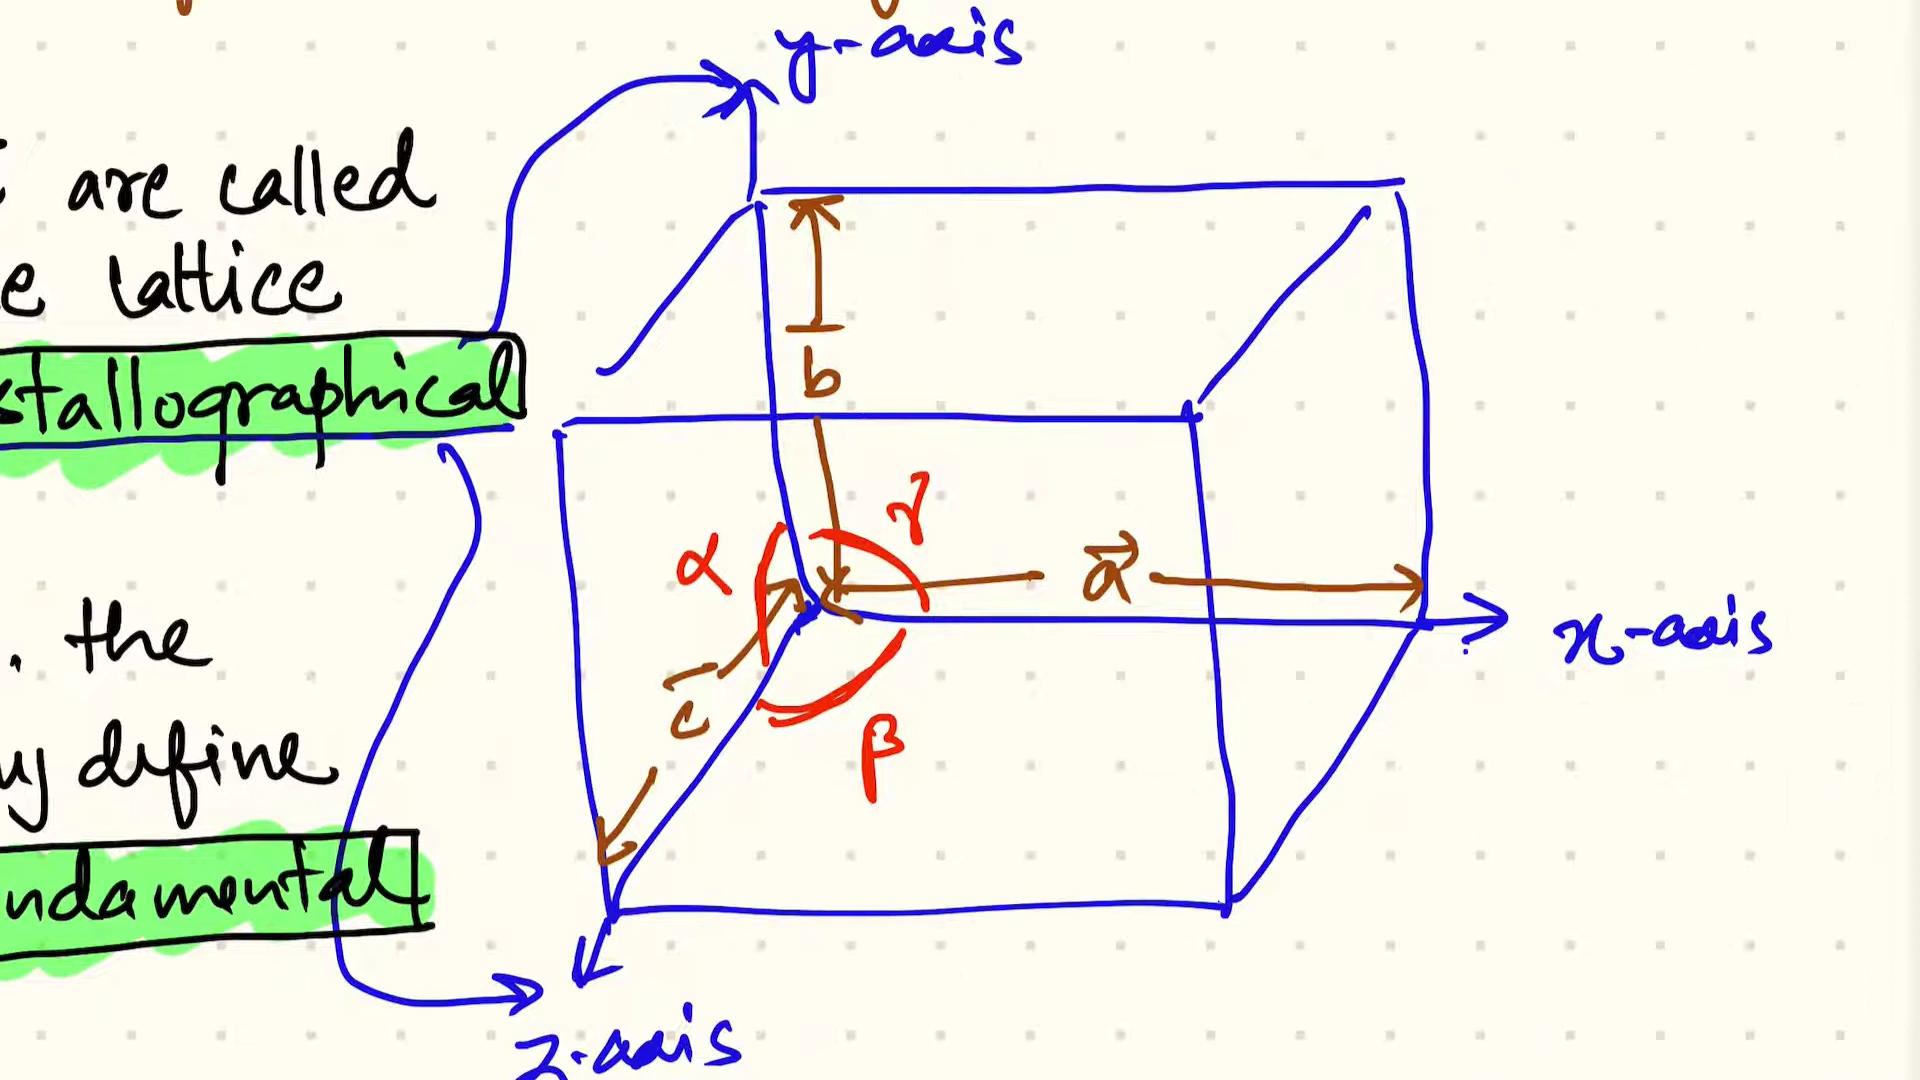 y-axis
are called
lattice
stallographical
the
define
ndamental
b
γ
α
a
c
β
x-axis
z-axis